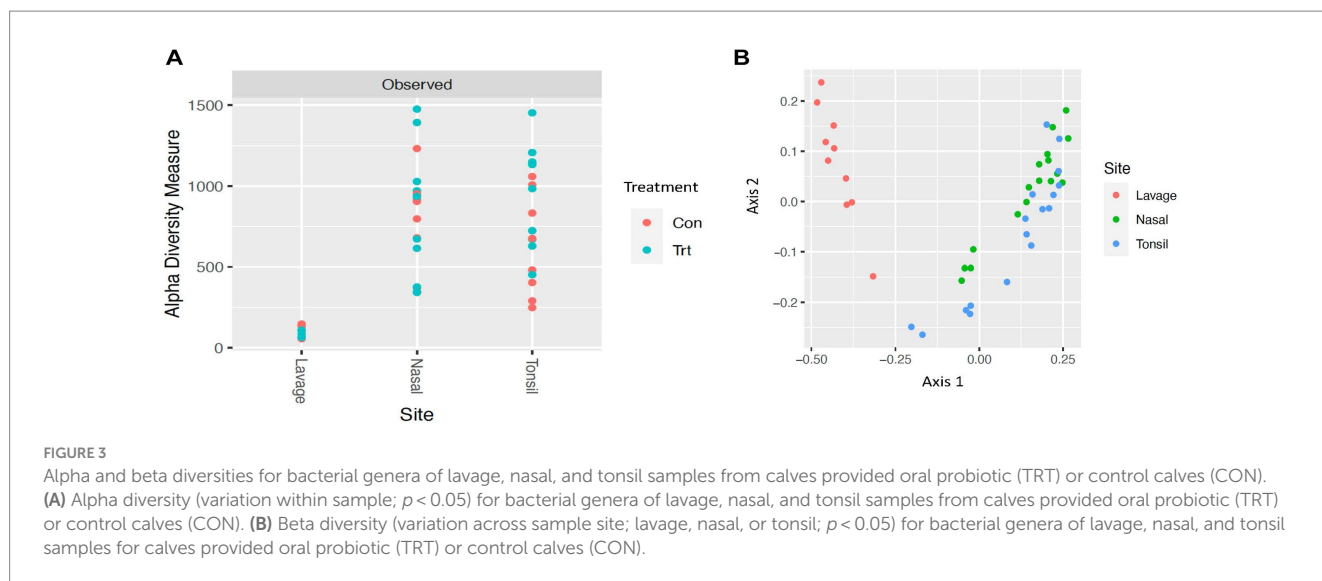 A
Observed
Alpha Diversity Measure
1500
1000
500
0
Lavage
Nasal
Tonsil
Site
Treatment
Con
Trt
B
Axis 2
0.2
0.1
0.0
−0.1
−0.2
−0.50
−0.25
0.00
0.25
Axis 1
Site
Lavage
Nasal
Tonsil
FIGURE 3
Alpha and beta diversities for bacterial genera of lavage, nasal, and tonsil samples from calves provided oral probiotic (TRT) or control calves (CON).
(A) Alpha diversity (variation within sample; p < 0.05) for bacterial genera of lavage, nasal, and tonsil samples from calves provided oral probiotic (TRT)
or control calves (CON). (B) Beta diversity (variation across sample site; lavage, nasal, or tonsil; p < 0.05) for bacterial genera of lavage, nasal, and tonsil
samples for calves provided oral probiotic (TRT) or control calves (CON).